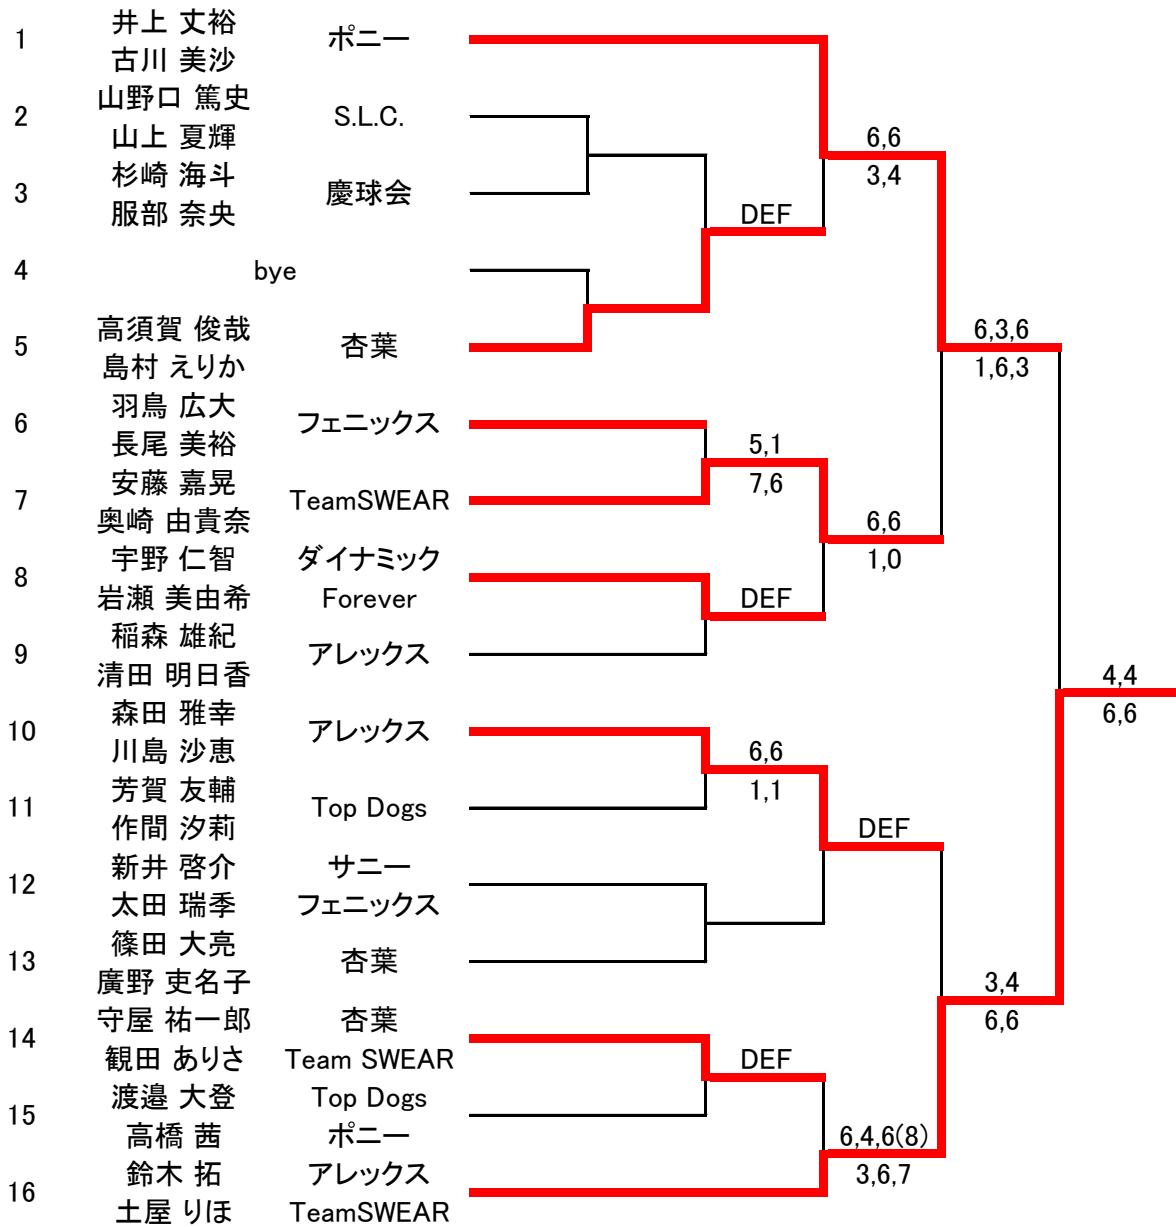 井上 丈裕
1 ポニー
古川 美沙
山野口 篤史
2 S.L.C.
山上 夏輝
6,6
杉崎 海斗
3,4
3 慶球会
服部 奈央
DEF
4 bye
高須賀 俊哉
6,3,6
5 杏葉
島村 えりか
1,6,3
羽鳥 広大
6 フェニックス
長尾 美裕
5,1
安藤 嘉晃
7,6
7 TeamSWEAR
奥崎 由貴奈
6,6
宇野 仁智 ダイナミック
1,0
8
岩瀬 美由希 Forever
DEF
稲森 雄紀
9 アレックス
清田 明日香
4,4
森田 雅幸
6,6
10 アレックス
川島 沙恵
6,6
芳賀 友輔
1,1
11 Top Dogs
作間 汐莉
DEF
新井 啓介 サニー
12
太田 瑞季 フェニックス
篠田 大亮
13 杏葉
廣野 吏名子
3,4
守屋 祐一郎 杏葉
6,6
14
観田 ありさ Team SWEAR
DEF
渡邉 大登 Top Dogs
15
高橋 茜 ポニー
6,4,6(8)
鈴木 拓 アレックス
3,6,7
16
土屋 りほ TeamSWEAR